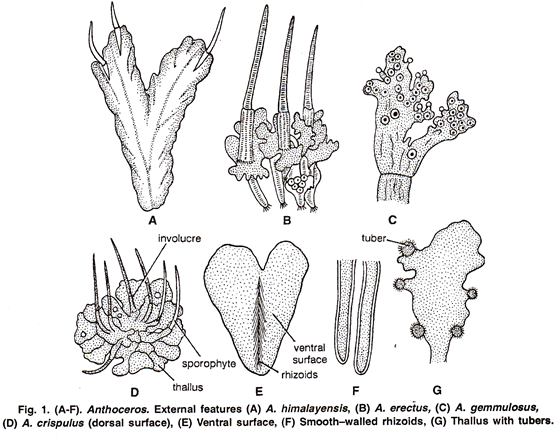 A
B
C
involucre
sporophyte
thallus
D
ventral
surface
rhizoids
E
F
tuber
G
Fig. 1. (A-F). Anthoceros. External features (A) A. himalayensis, (B) A. erectus, (C) A. gemmulosus,
(D) A. crispulus (dorsal surface), (E) Ventral surface, (F) Smooth–walled rhizoids, (G) Thallus with tubers.